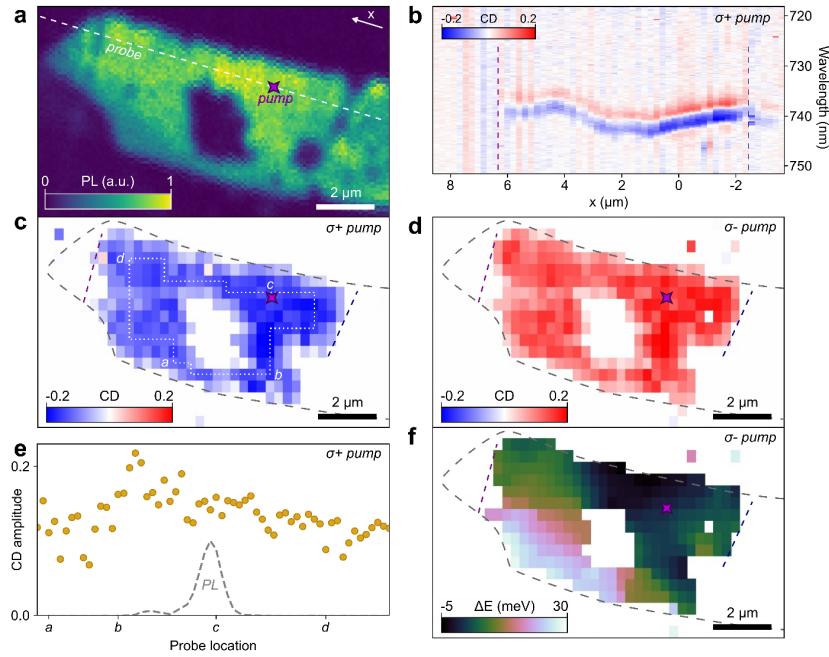 a
x
probe
pump
0 PL (a.u.) 1
2 μm
b
-0.2 CD 0.2
σ+ pump
720
730
740
750
Wavelength (nm)
8 6 4 2 0 -2
x (μm)
c
σ+ pump
d
c
a
b
-0.2 CD 0.2
2 μm
d
σ- pump
-0.2 CD 0.2
2 μm
e
σ+ pump
0.2
CD amplitude
0.0
PL
a b c d
Probe location
f
σ- pump
-5 ΔE (meV) 30
2 μm